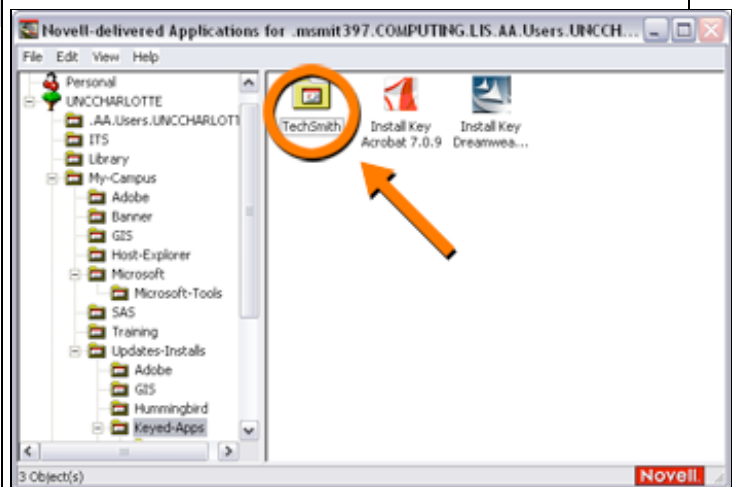 Novell-delivered Applications for .msmit397.COMPUTING.LIS.AA.Users.UNCCH...
File Edit View Help
Personal
UNCCHARLOTTE
.AA.Users.UNCCHARLOTT
ITS
Library
My-Campus
Adobe
Banner
GIS
Host-Explorer
Microsoft
Microsoft-Tools
SAS
Training
Updates-Installs
Adobe
GIS
Hummingbird
Keyed-Apps
TechSmith
Install Key
Acrobat 7.0.9
Install Key
Dreamwea...
3 Object(s)
Novell.